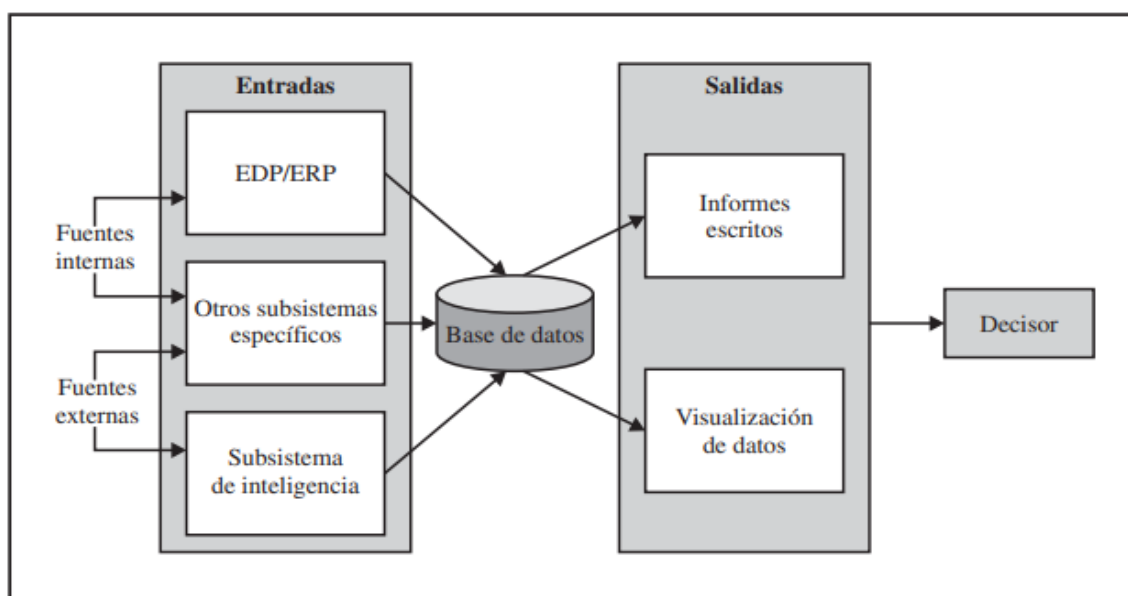 Entradas
EDP/ERP
Fuentes
internas
Otros subsistemas
específicos
Fuentes
externas
Subsistema
de inteligencia
Base de datos
Salidas
Informes
escritos
Visualización
de datos
Decisor